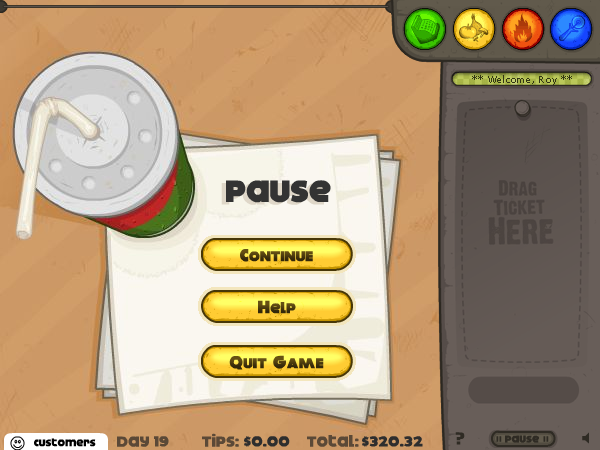 ** Welcome, Roy **
DRAG
TICKET
HERE
PAUSE
CONTINUE
HELP
QUIT GAME
customers
DAY 19
TiPS: $0.00
TOTAL: $320.32
?
PAUSE